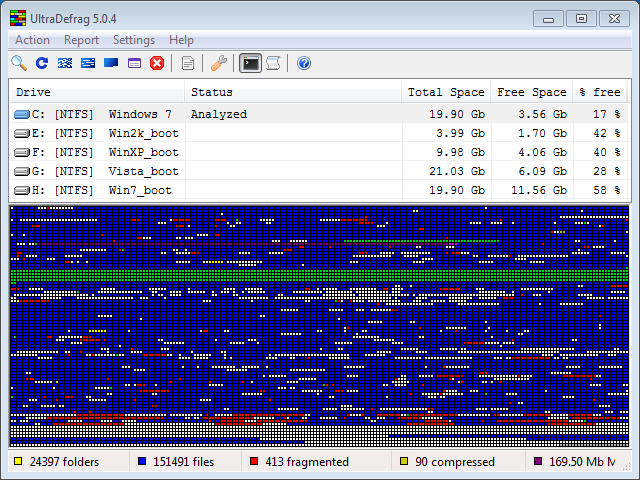 UltraDefrag 5.0.4
Action Report Settings Help
Drive Status Total Space Free Space % free
C: [NTFS] Windows 7 Analyzed 19.90 Gb 3.56 Gb 17 %
E: [NTFS] Win2k_boot 3.99 Gb 1.70 Gb 42 %
F: [NTFS] WinXP_boot 9.98 Gb 4.06 Gb 40 %
G: [NTFS] Vista_boot 21.03 Gb 6.09 Gb 28 %
H: [NTFS] Win7_boot 19.90 Gb 11.56 Gb 58 %
24397 folders 151491 files 413 fragmented 90 compressed 169.50 Mb M